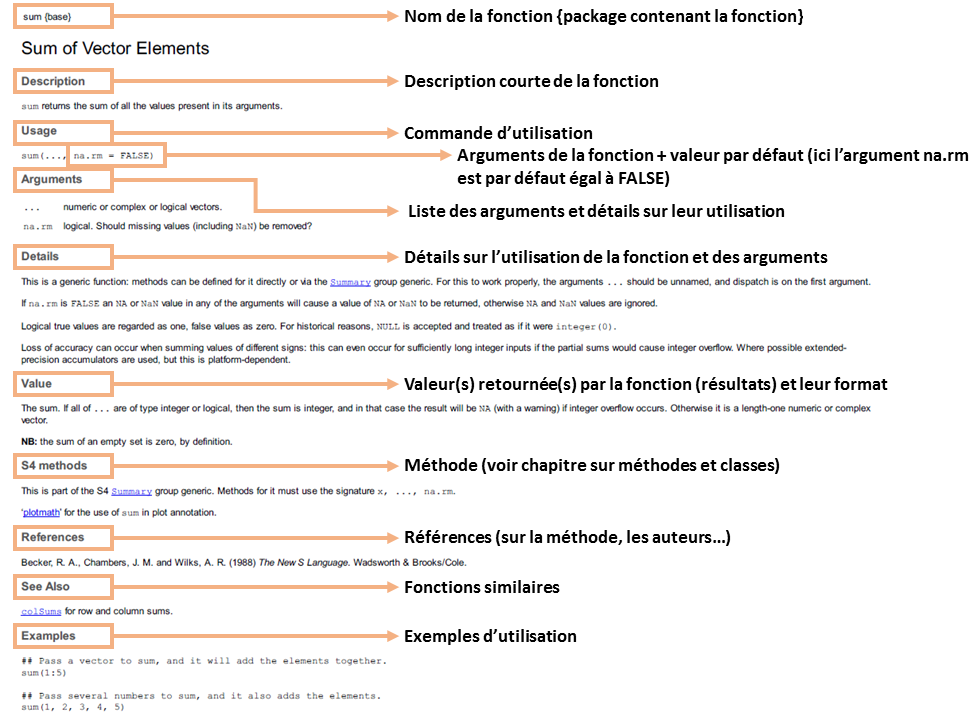 sum {base}
Nom de la fonction {package contenant la fonction}
Sum of Vector Elements
Description
Description courte de la fonction
sum returns the sum of all the values present in its arguments.
Usage
Commande d’utilisation
sum(..., na.rm = FALSE)
Arguments de la fonction + valeur par défaut (ici l’argument na.rm
est par défaut égal à FALSE)
Arguments
Liste des arguments et détails sur leur utilisation
... numeric or complex or logical vectors.
na.rm logical. Should missing values (including NaN) be removed?
Details
Détails sur l’utilisation de la fonction et des arguments
This is a generic function: methods can be defined for it directly or via the Summary group generic. For this to work properly, the arguments ... should be unnamed, and dispatch is on the first argument.
If na.rm is FALSE an NA or NaN value in any of the arguments will cause a value of NA or NaN to be returned, otherwise NA and NaN values are ignored.
Logical true values are regarded as one, false values as zero. For historical reasons, NULL is accepted and treated as if it were integer(0).
Loss of accuracy can occur when summing values of different signs: this can even occur for sufficiently long integer inputs if the partial sums would cause integer overflow. Where possible extended-
precision accumulators are used, but this is platform-dependent.
Value
Valeur(s) retournée(s) par la fonction (résultats) et leur format
The sum. If all of ... are of type integer or logical, then the sum is integer, and in that case the result will be NA (with a warning) if integer overflow occurs. Otherwise it is a length-one numeric or complex
vector.
NB: the sum of an empty set is zero, by definition.
S4 methods
Méthode (voir chapitre sur méthodes et classes)
This is part of the S4 Summary group generic. Methods for it must use the signature x, ..., na.rm.
‘plotmath’ for the use of sum in plot annotation.
References
Références (sur la méthode, les auteurs...)
Becker, R. A., Chambers, J. M. and Wilks, A. R. (1988) The New S Language. Wadsworth & Brooks/Cole.
See Also
Fonctions similaires
colSums for row and column sums.
Examples
Exemples d’utilisation
## Pass a vector to sum, and it will add the elements together.
sum(1:5)
## Pass several numbers to sum, and it also adds the elements.
sum(1, 2, 3, 4, 5)